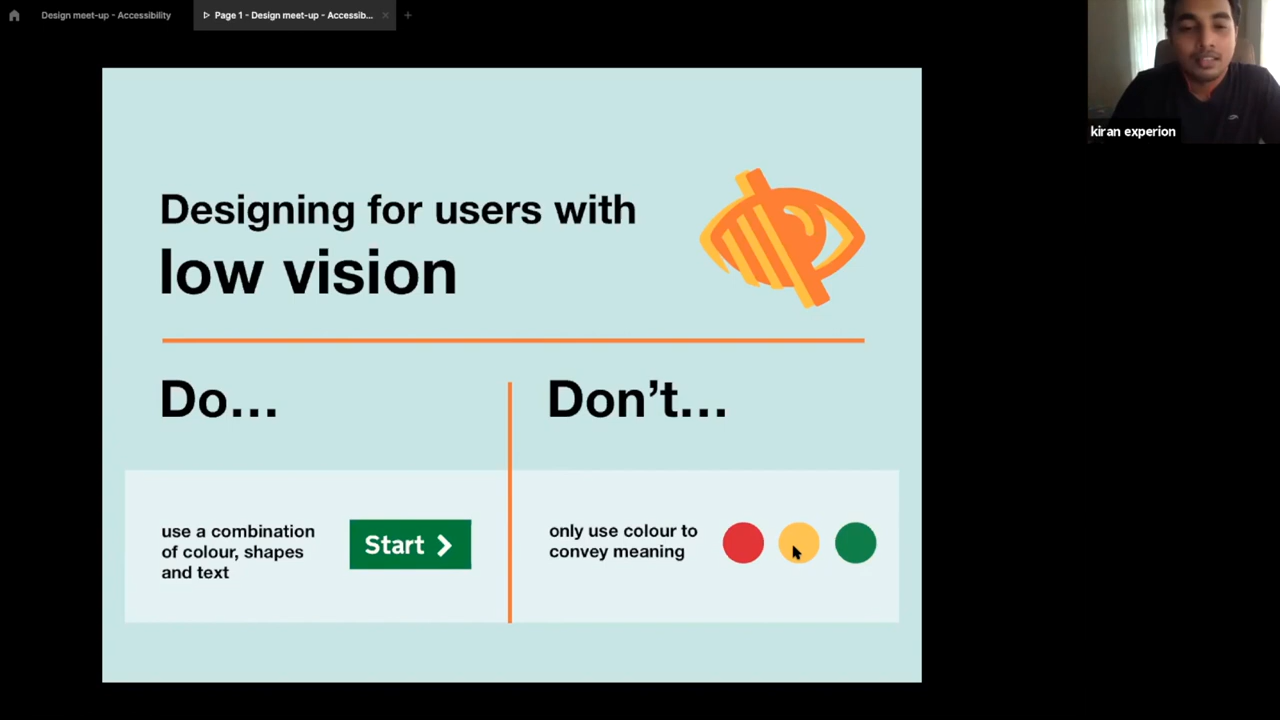 Design meet-up - Accessibility
Page 1 - Design meet-up - Accessib...
kiran experion
Designing for users with
low vision
Do...
Don’t...
use a combination
of colour, shapes
and text
Start
only use colour to
convey meaning